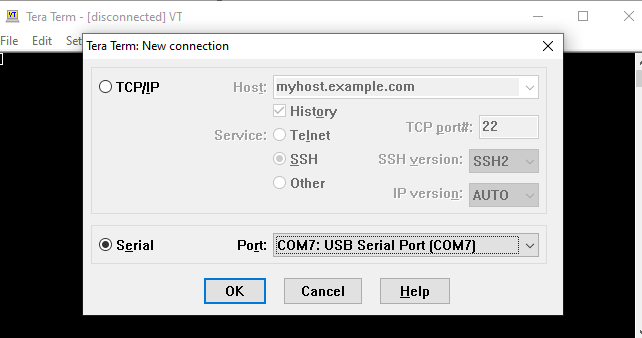 Tera Term - [disconnected] VT
File Edit
Tera Term: New connection
TCP/IP Host: myhost.example.com
History
Service: Telnet TCP port#: 22
SSH SSH version: SSH2
Other IP version: AUTO
Serial Port: COM7: USB Serial Port (COM7)
OK Cancel Help